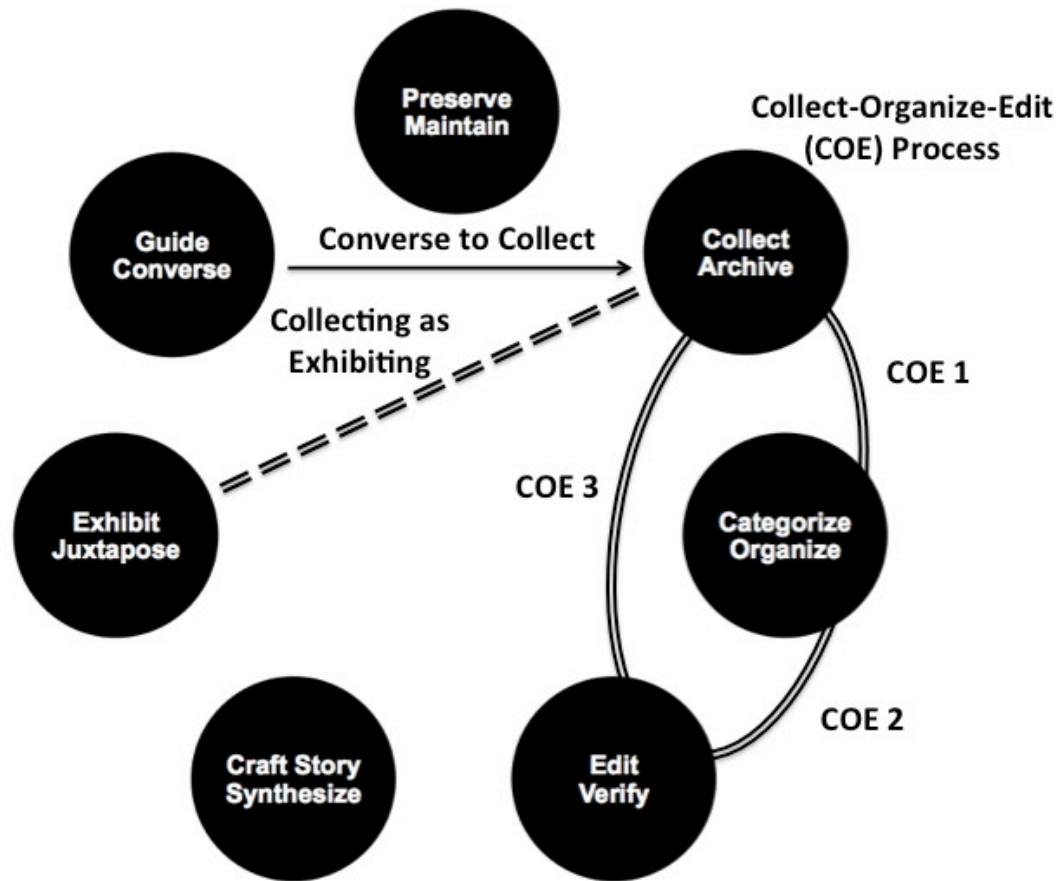 Preserve
Maintain
Collect-Organize-Edit
(COE) Process
Guide
Converse
Converse to Collect
Collect
Archive
Collecting as
Exhibiting
COE 1
COE 3
Exhibit
Juxtapose
Categorize
Organize
COE 2
Craft Story
Synthesize
Edit
Verify